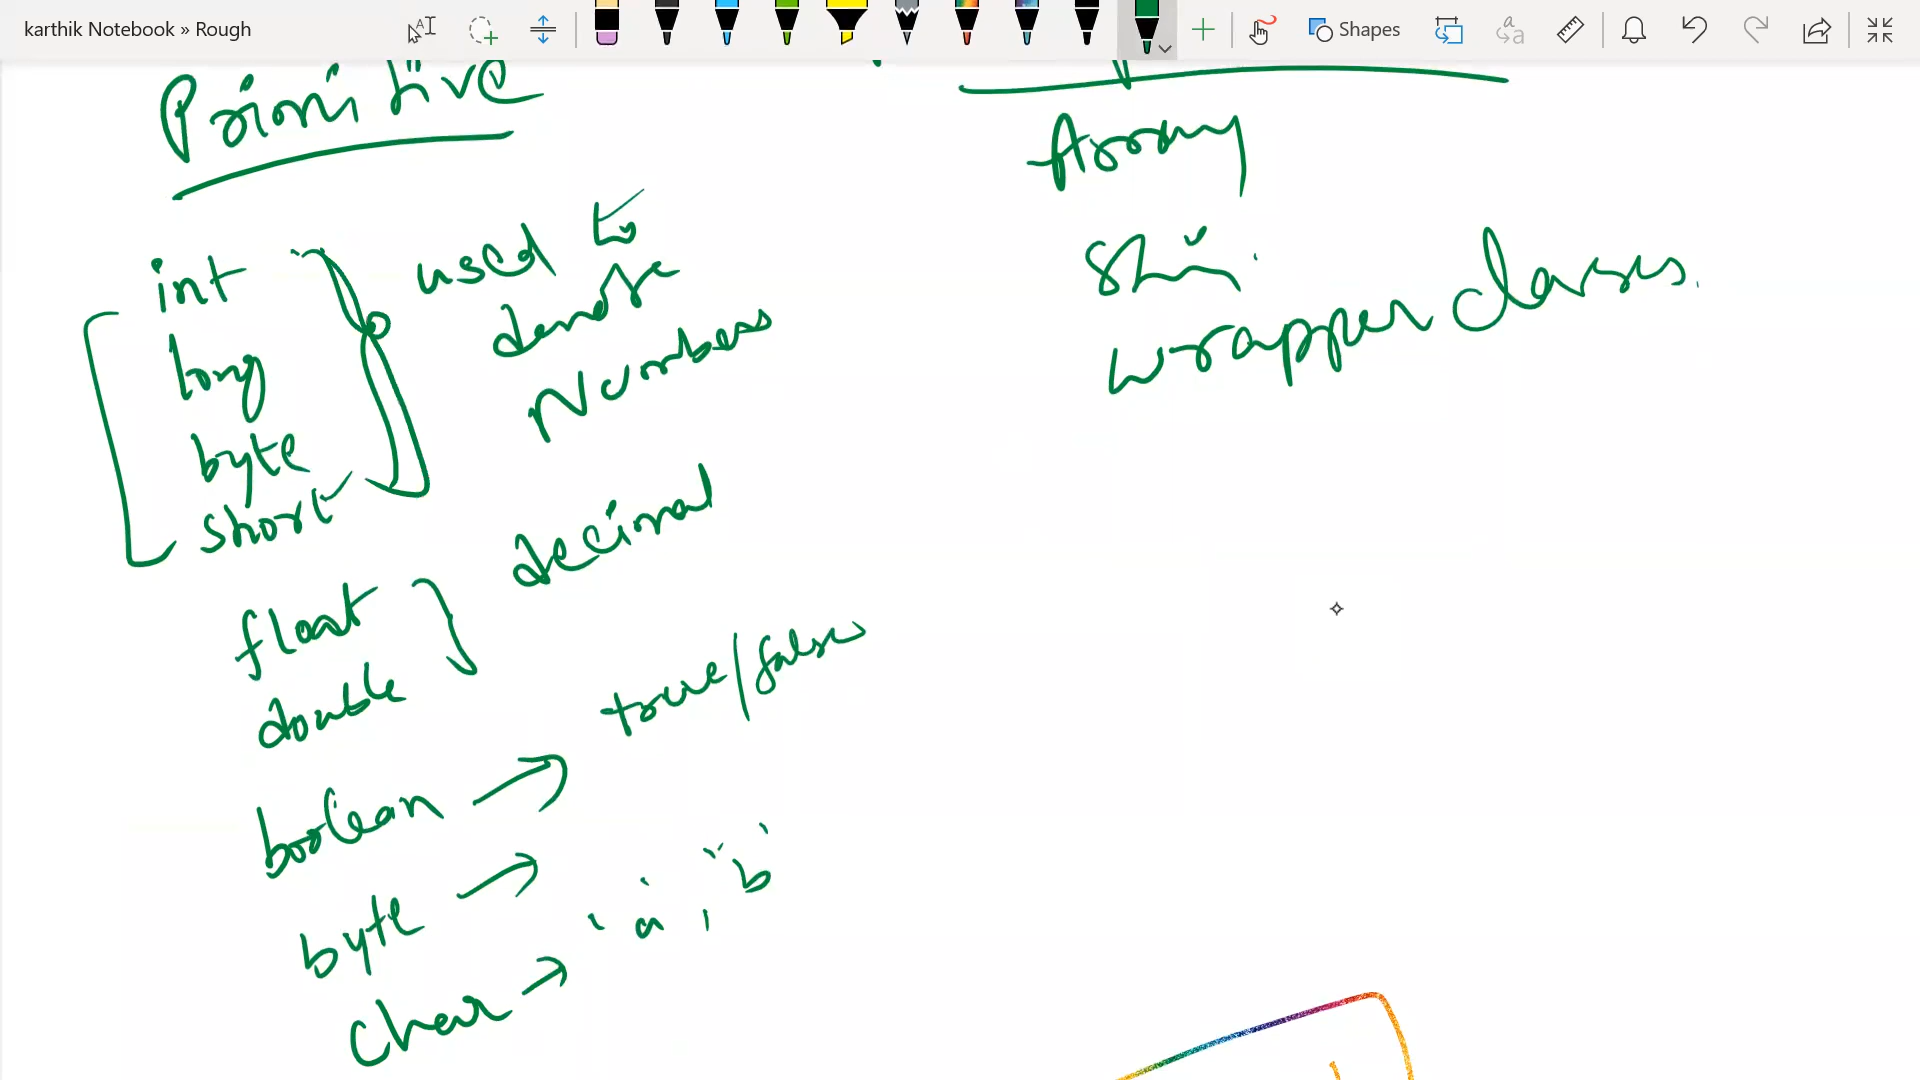 karthik Notebook » Rough
Shapes
Primitive
int
long
byte
short
used to
denote
Numbers
float
double
decimal
boolean → true/false
byte →
char → 'a', 'b'
Array
wrapper classes.